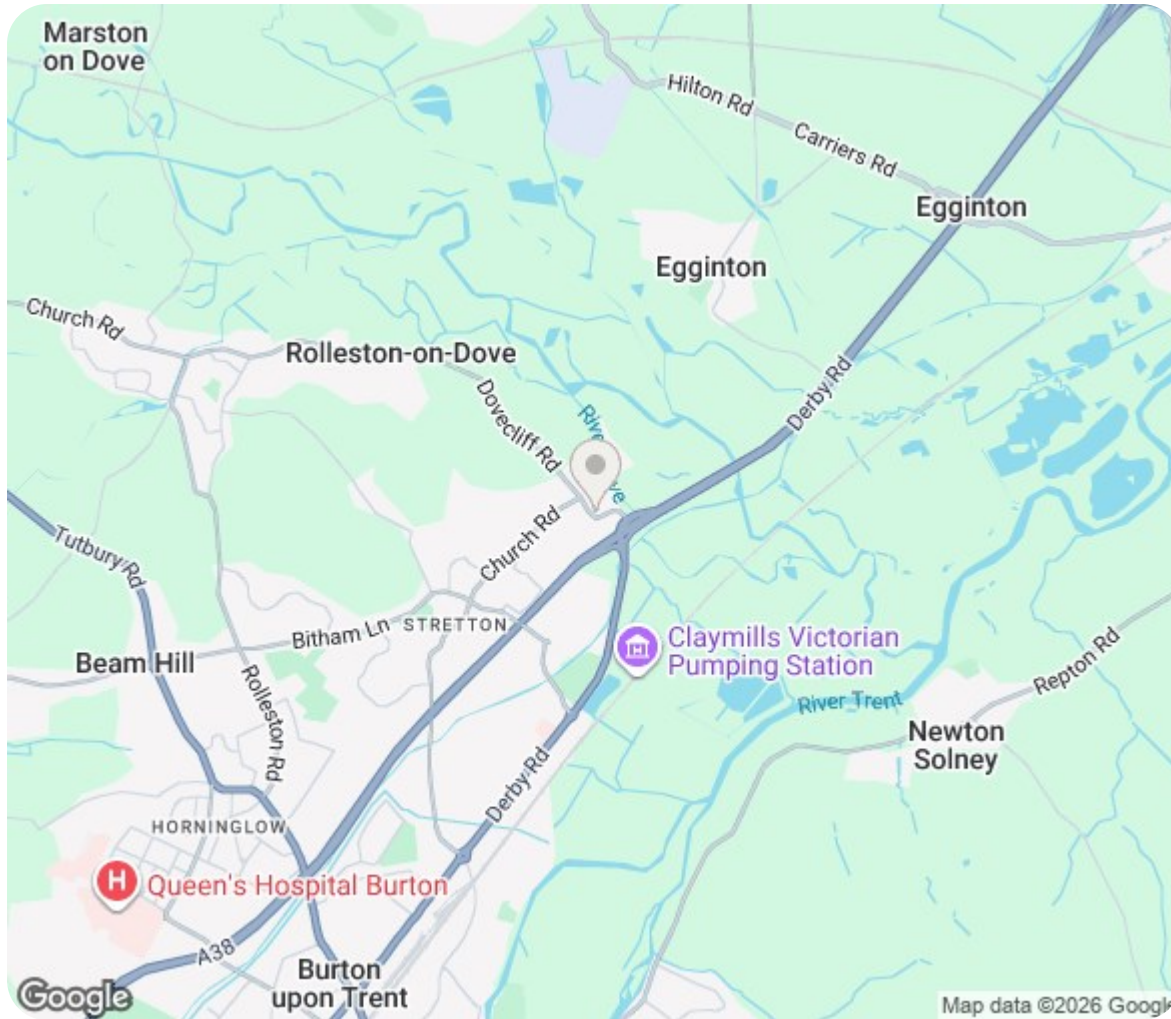 Marston
on Dove
Hilton Rd
Carriers Rd
Egginton
Egginton
Church Rd
Rolleston-on-Dove
Dovecliff Rd
Derby Rd
Church Rd
Tutbury Rd
Bitham Ln
STRETTON
Claymills Victorian
Pumping Station
Beam Hill
Rolleston Rd
Repton Rd
River Trent
Newton
Solney
Derby Rd
HORNINGLOW
H
Queen's Hospital Burton
A38
Burton
upon Trent
Google
Map data ©2026 Google